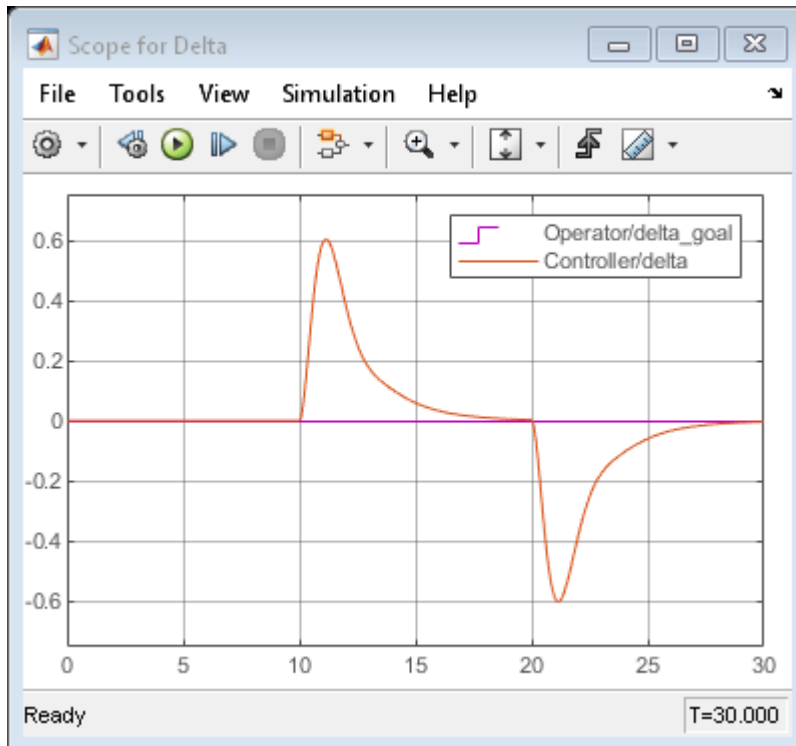 Scope for Delta
File Tools View Simulation Help
Operator/delta_goal
Controller/delta
0.6
0.4
0.2
0
-0.2
-0.4
-0.6
0 5 10 15 20 25 30
Ready T=30.000